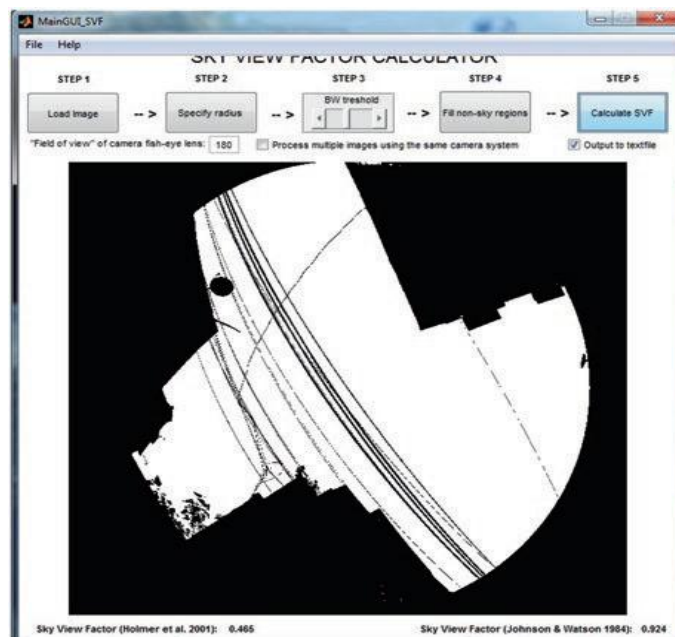 MainGUI_SVF
File Help
SKY VIEW FACTOR CALCULATOR
STEP 1 STEP 2 STEP 3 STEP 4 STEP 5
Load Image --> Specify radius --> BW treshold --> Fill non-sky regions --> Calculate SVF
"Field of view" of camera fish-eye lens: 180 Process multiple images using the same camera system Output to textfile
Sky View Factor (Holmer et al. 2001): 0.465 Sky View Factor (Johnson & Watson 1984): 0.924